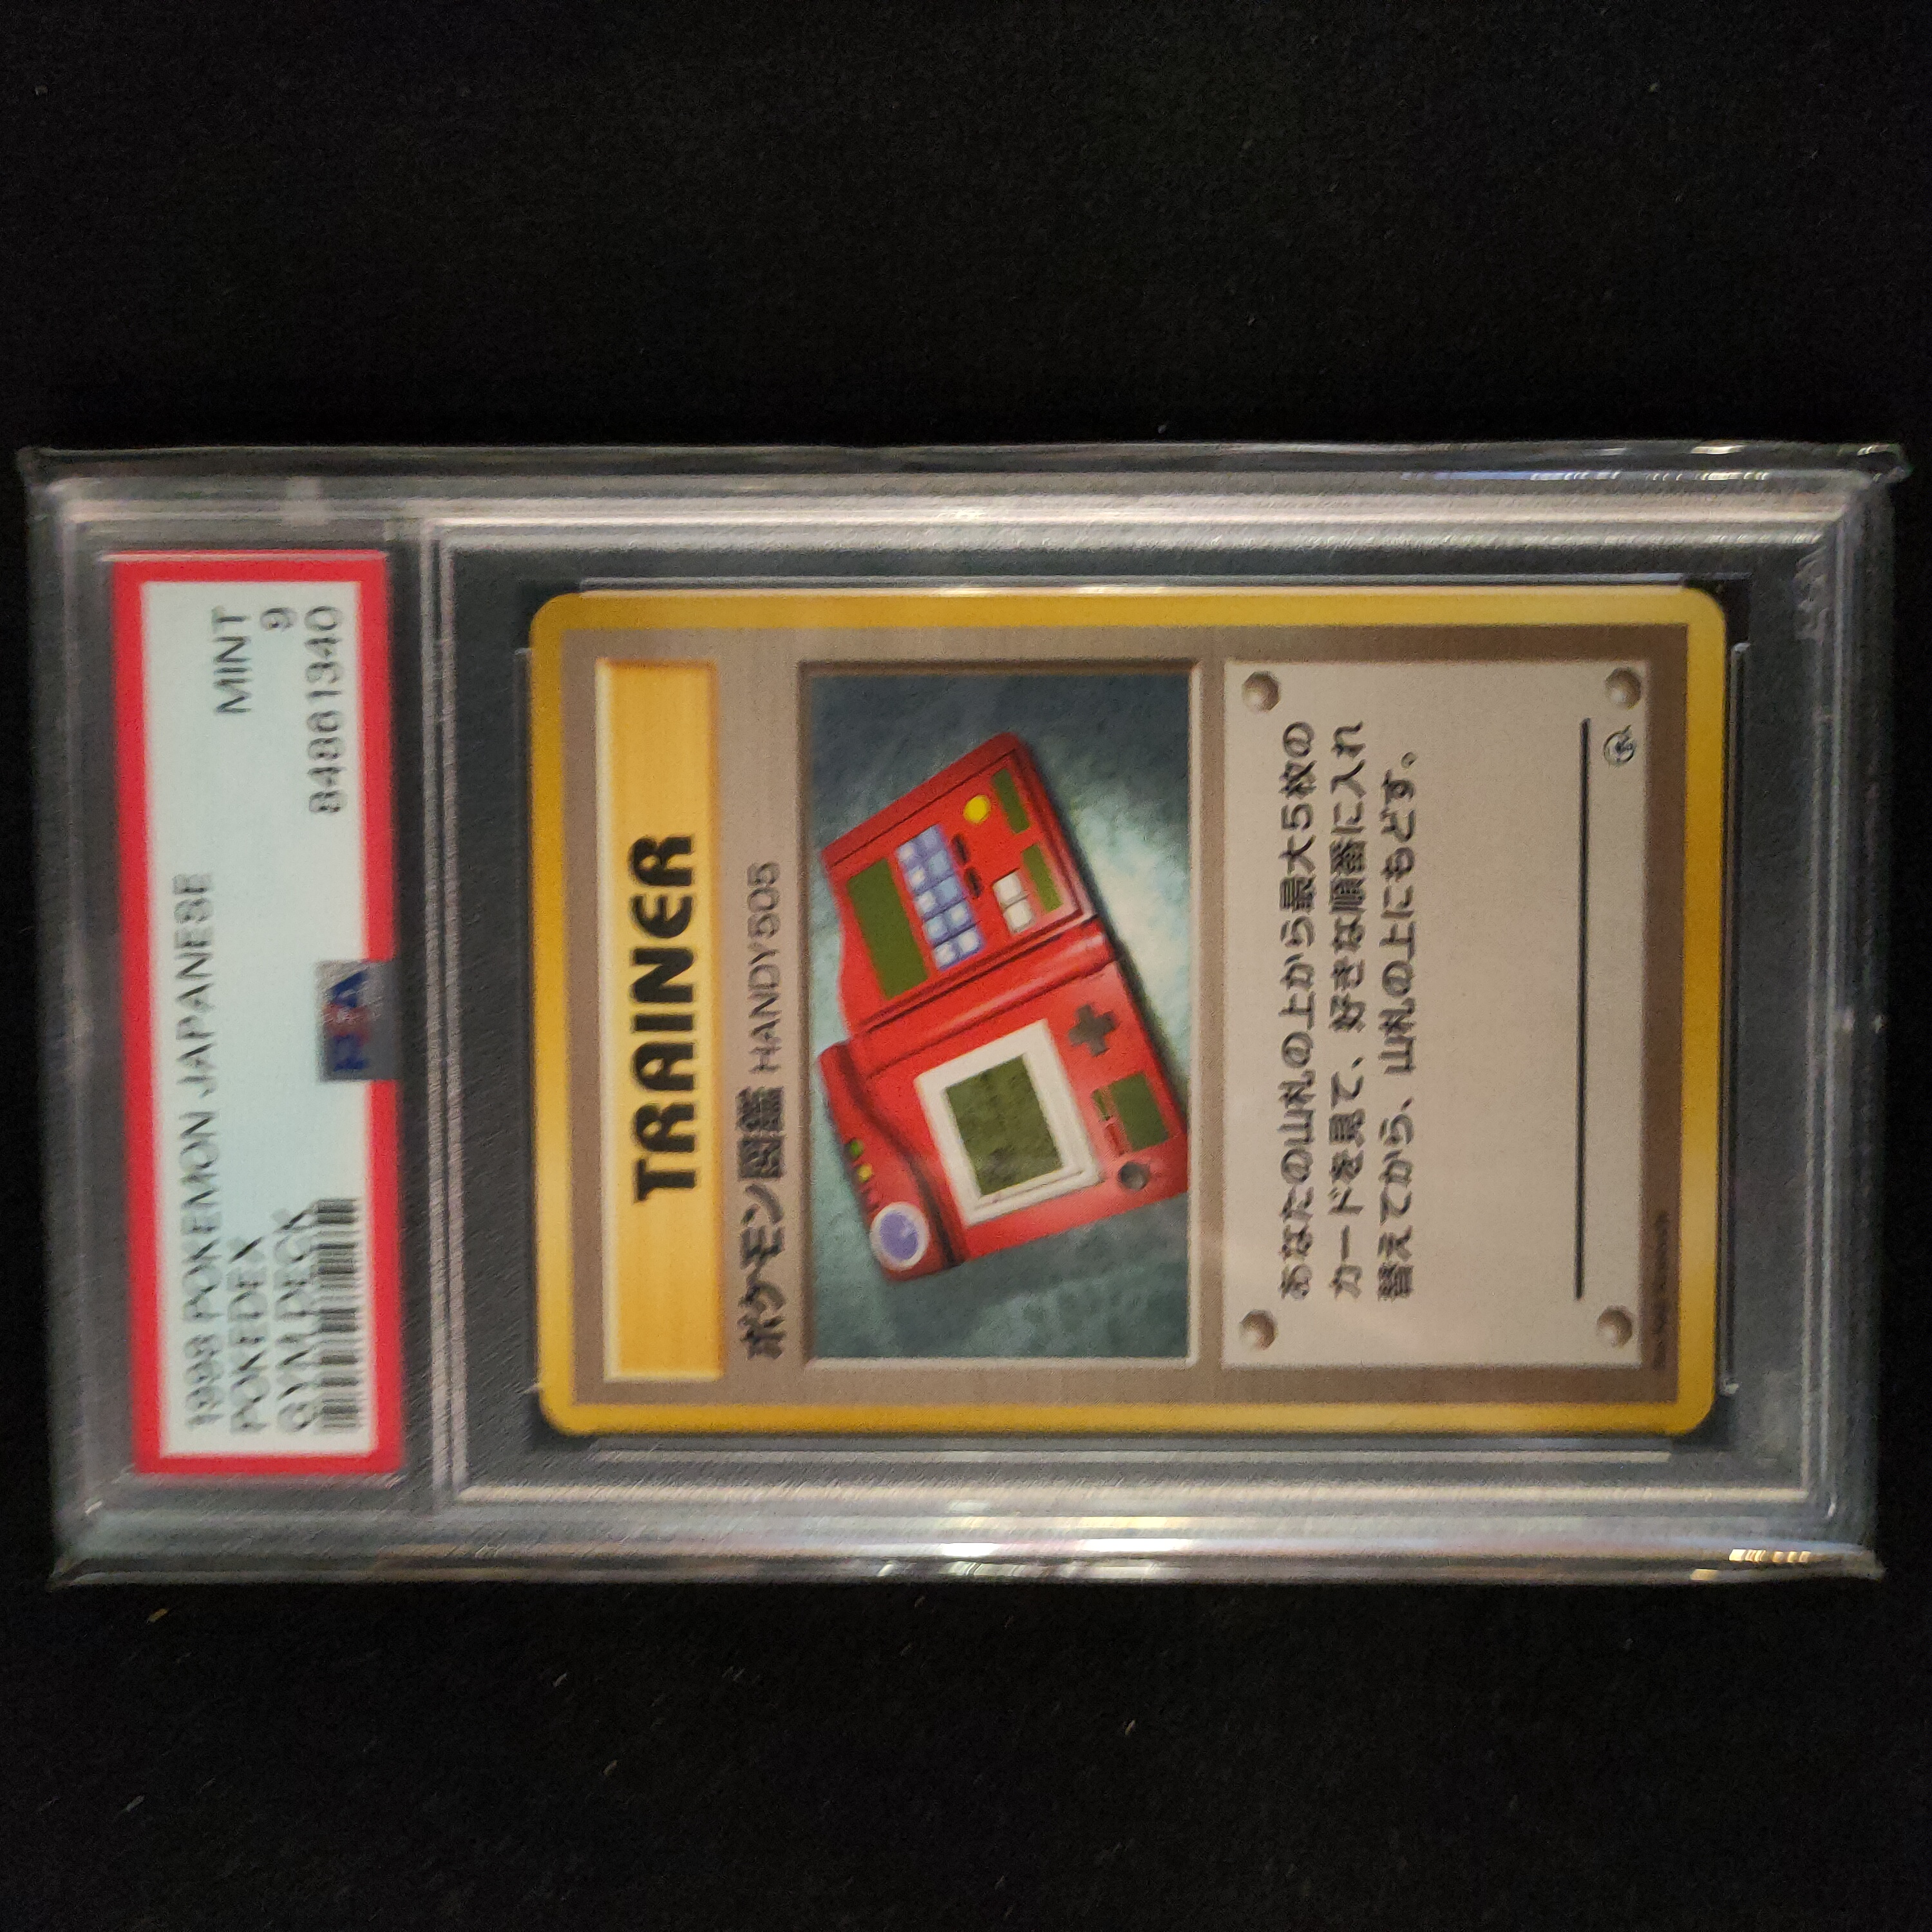 1998 POKEMON JAPANESE
POKEDEX MINT
GYM DECK 9
84861340
PSA
TRAINER
ポケモン図鑑 HANDY505
あなたの山札の上から最大5枚の
カードを見て、好きな順番に入れ
替えてから、山札の上にもどす。